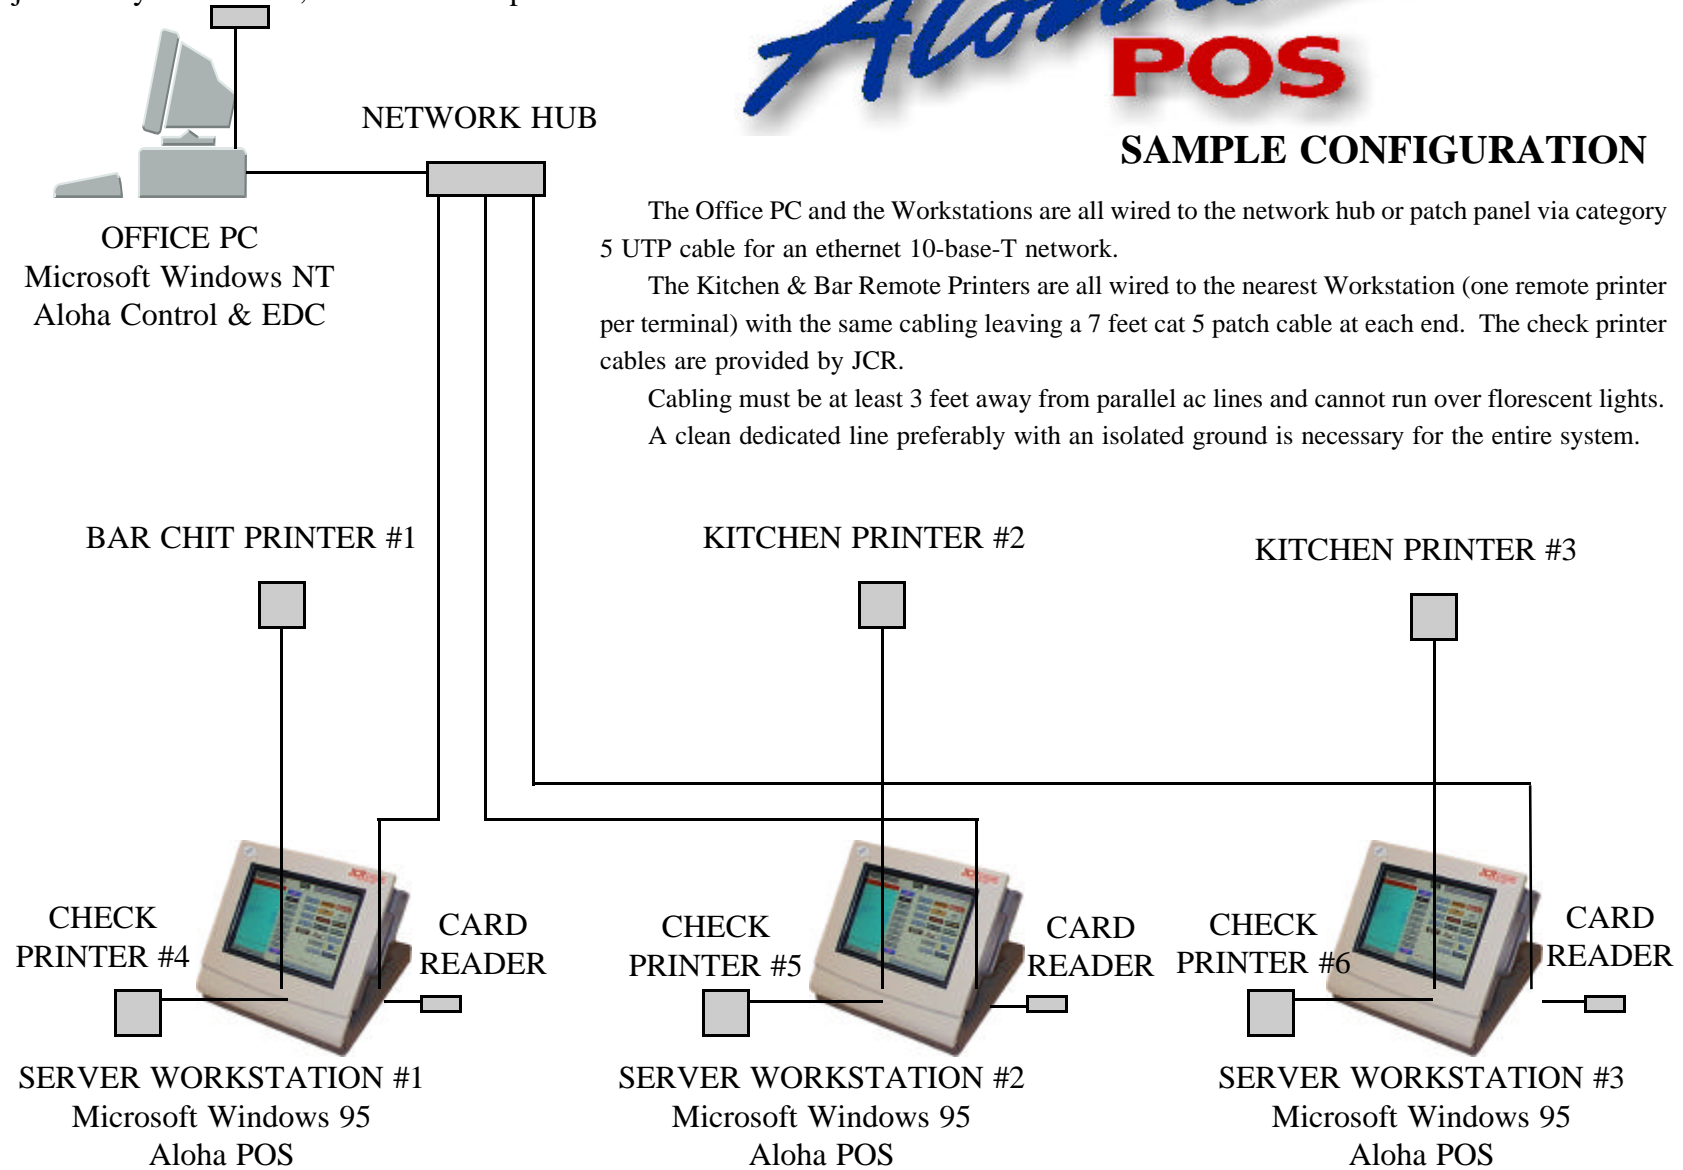 Aloha
POS
NETWORK HUB
SAMPLE CONFIGURATION
The Office PC and the Workstations are all wired to the network hub or patch panel via category
5 UTP cable for an ethernet 10-base-T network.
The Kitchen & Bar Remote Printers are all wired to the nearest Workstation (one remote printer
per terminal) with the same cabling leaving a 7 feet cat 5 patch cable at each end.  The check printer
cables are provided by JCR.
Cabling must be at least 3 feet away from parallel ac lines and cannot run over florescent lights.
A clean dedicated line preferably with an isolated ground is necessary for the entire system.
OFFICE PC
Microsoft Windows NT
Aloha Control & EDC
BAR CHIT PRINTER #1
KITCHEN PRINTER #2
KITCHEN PRINTER #3
CHECK
PRINTER #4
CARD
READER
CHECK
PRINTER #5
CARD
READER
CHECK
PRINTER #6
CARD
READER
SERVER WORKSTATION #1
Microsoft Windows 95
Aloha POS
SERVER WORKSTATION #2
Microsoft Windows 95
Aloha POS
SERVER WORKSTATION #3
Microsoft Windows 95
Aloha POS